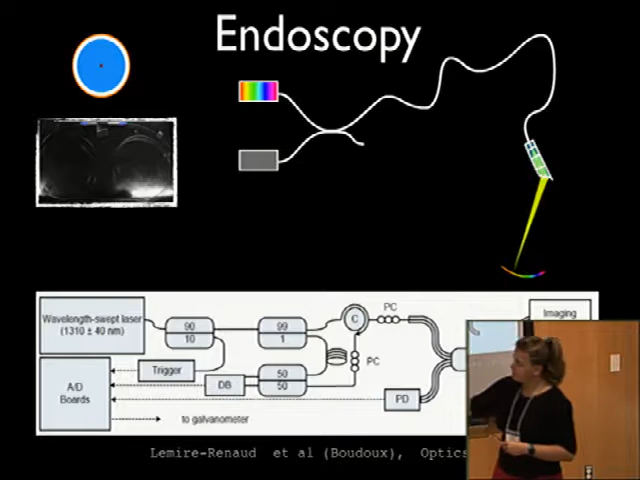 Endoscopy
PC
Imaging
Wavelength-swept laser
(1310 ± 40 nm)
90
10
99
1
C
PC
Trigger
50
50
DB
A/D
Boards
PD
to galvanometer
Lemire-Renaud et al (Boudoux), Optics